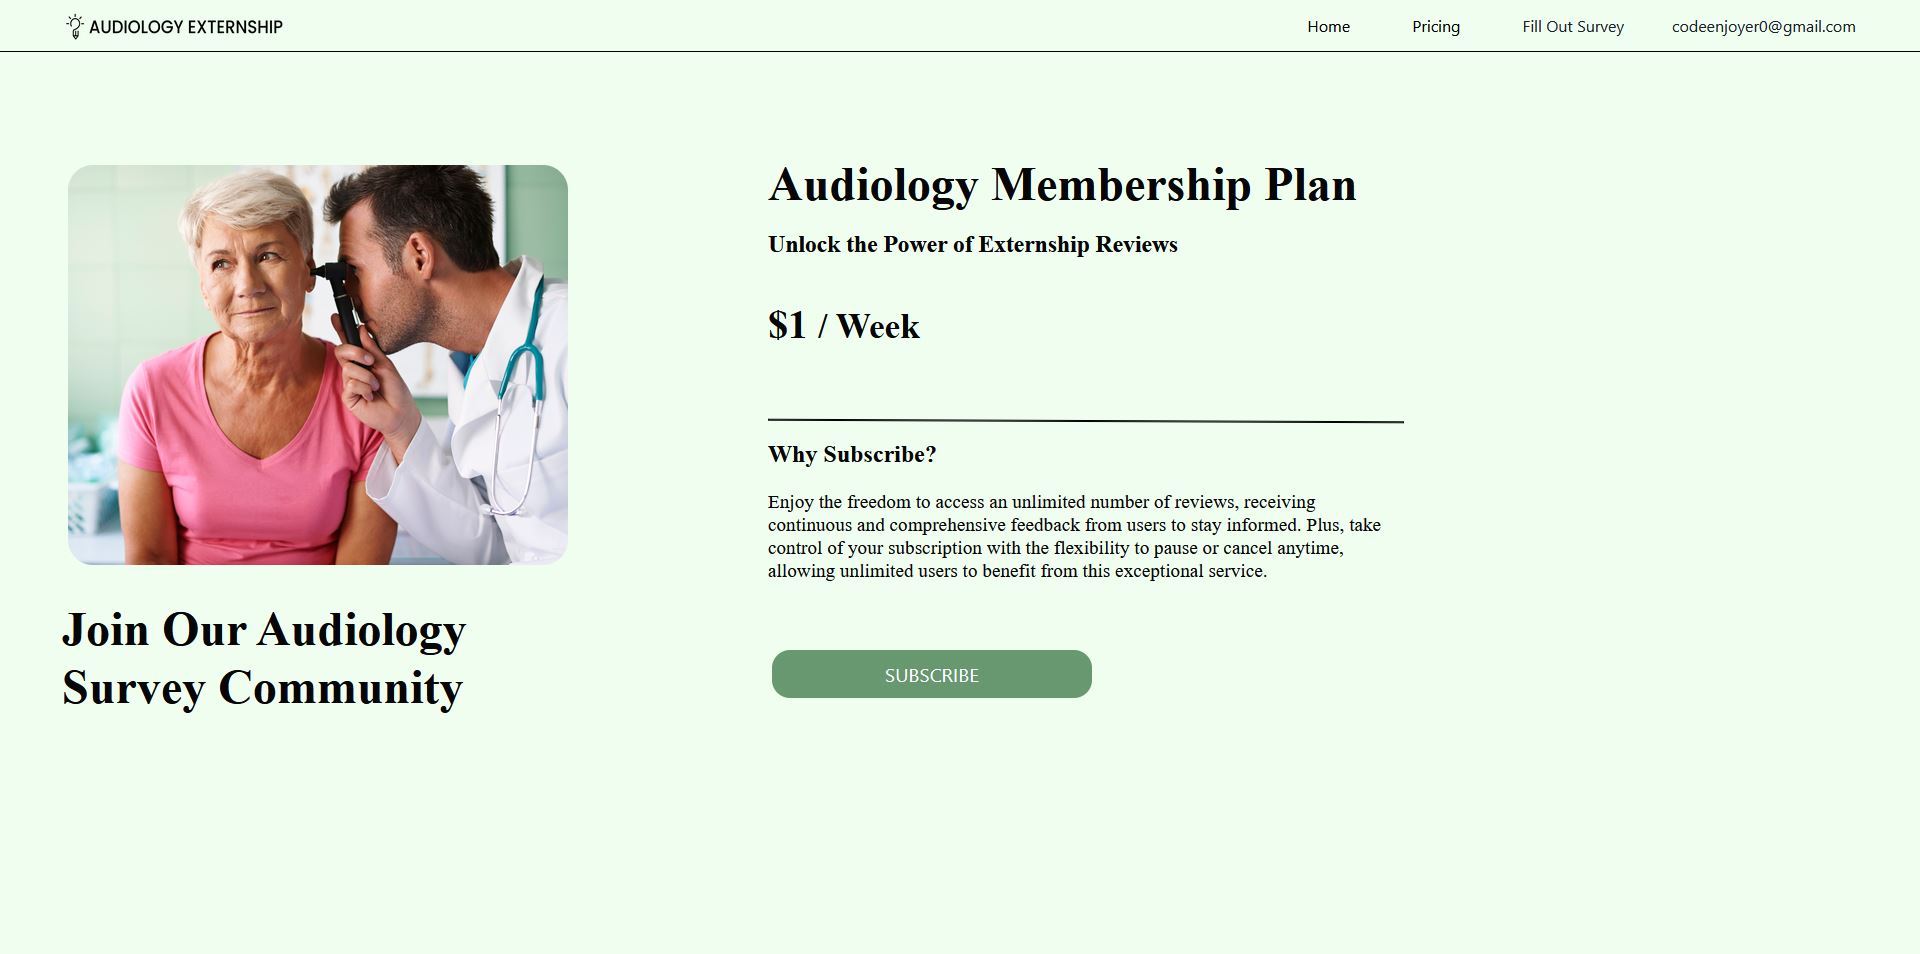 AUDIOLOGY EXTERNSHIP
Home
Pricing
Fill Out Survey
codeenjoyer0@gmail.com
Join Our Audiology
Survey Community
Audiology Membership Plan
Unlock the Power of Externship Reviews
$1 / Week
Why Subscribe?
Enjoy the freedom to access an unlimited number of reviews, receiving
continuous and comprehensive feedback from users to stay informed. Plus, take
control of your subscription with the flexibility to pause or cancel anytime,
allowing unlimited users to benefit from this exceptional service.
SUBSCRIBE